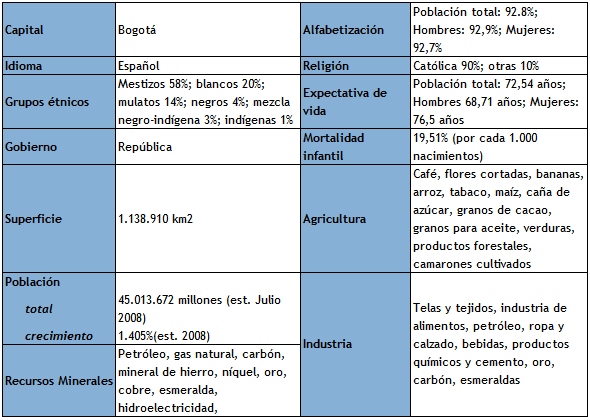 Capital
Bogotá
Alfabetización
Población total: 92.8%;
Hombres: 92,9%; Mujeres:
92,7%
Idioma
Español
Religión
Católica 90%; otras 10%
Grupos étnicos
Mestizos 58%; blancos 20%;
mulatos 14%; negros 4%; mezcla
negro-indígena 3%; indígenas 1%
Expectativa de
vida
Población total: 72,54 años;
Hombres 68,71 años; Mujeres:
76,5 años
Gobierno
República
Mortalidad
infantil
19,51% (por cada 1.000
nacimientos)
Superficie
1.138.910 km2
Agricultura
Café, flores cortadas, bananas,
arroz, tabaco, maíz, caña de
azúcar, granos de cacao,
granos para aceite, verduras,
productos forestales,
camarones cultivados
Población
total
crecimiento
45.013.672 millones (est. Julio
2008)
1.405%(est. 2008)
Industria
Telas y tejidos, industria de
alimentos, petróleo, ropa y
calzado, bebidas, productos
químicos y cemento, oro,
carbón, esmeraldas
Recursos Minerales
Petróleo, gas natural, carbón,
mineral de hierro, níquel, oro,
cobre, esmeralda,
hidroelectricidad,